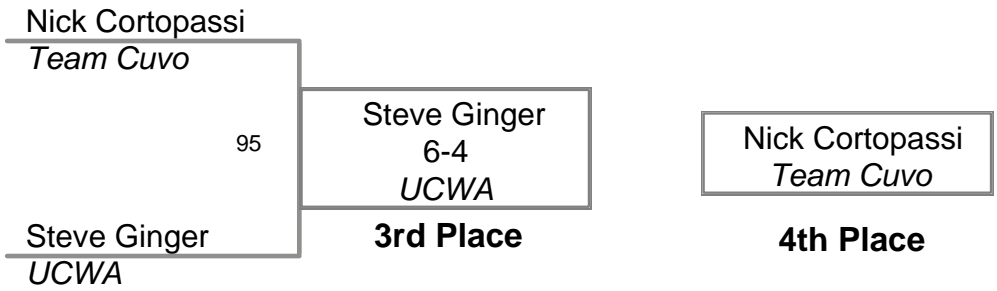 Nick Cortopassi
Team Cuvo
95
Steve Ginger
6-4
UCWA
3rd Place
Nick Cortopassi
Team Cuvo
4th Place
Steve Ginger
UCWA